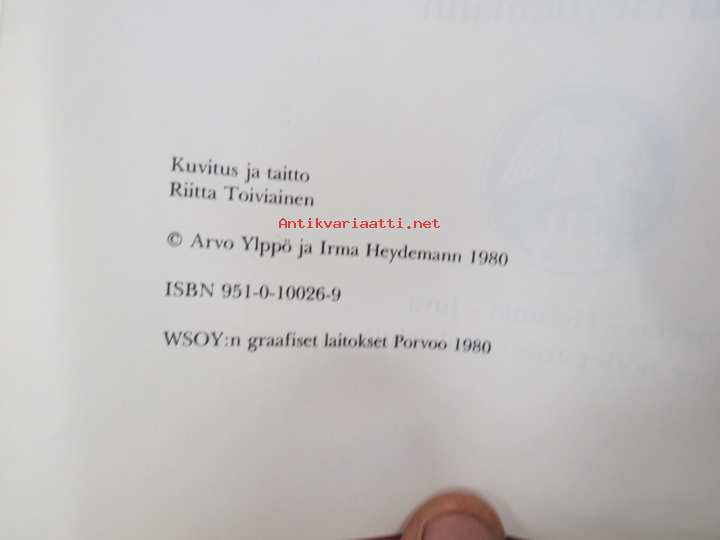 Kuvitus ja taitto
Riitta Toiviainen
Antikvariaatti.net
© Arvo Ylppö ja Irma Heydemann 1980
ISBN 951-0-10026-9
WSOY:n graafiset laitokset Porvoo 1980